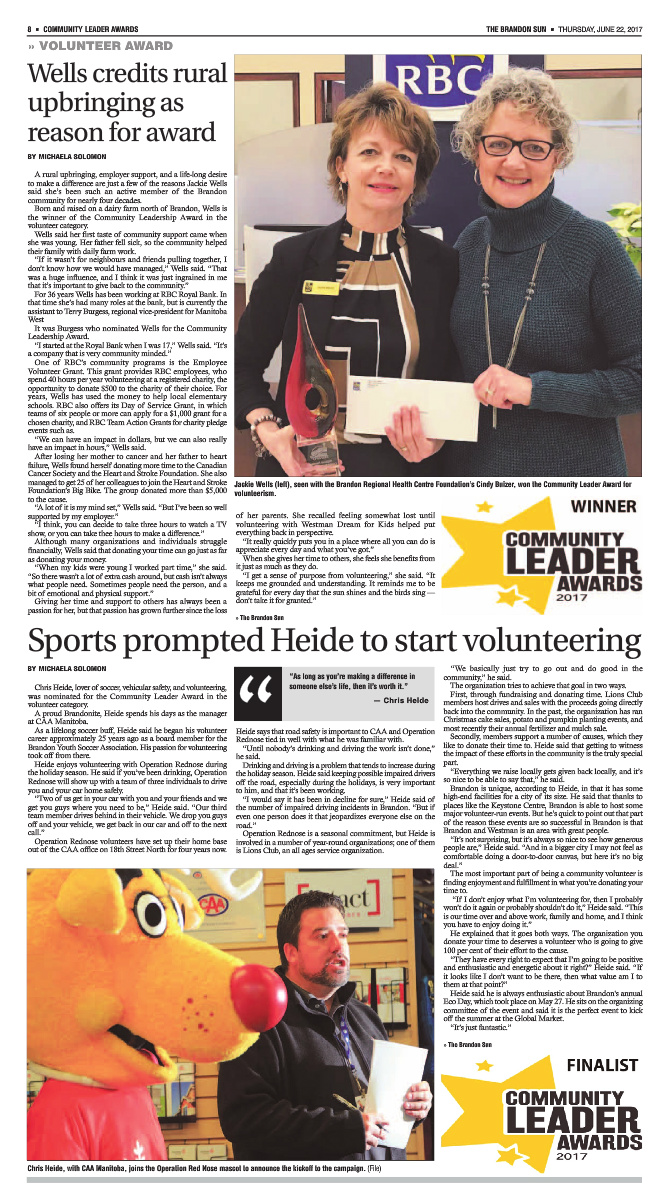 8 ▪ COMMUNITY LEADER AWARDS
THE BRANDON SUN ▪ THURSDAY, JUNE 22, 2017
» VOLUNTEER AWARD
Wells credits rural
upbringing as
reason for award
BY MICHAELA SOLOMON
A rural upbringing, employer support, and a life-long desire
to make a difference are just a few of the reasons Jackie Wells
said she's been such an active member of the Brandon
community for nearly four decades.
Born and raised on a dairy farm north of Brandon, Wells is
the winner of the Community Leadership Award in the
volunteer category.
Wells said her first taste of community support came when
she was young. Her father fell sick, so the community helped
their family with daily farm work.
"If it wasn't for neighbours and friends pulling together, I
don't know how we would have managed," Wells said. "That
was a huge influence, and I think it was just ingrained in me
that it's important to give back to the community."
For 36 years Wells has been working at RBC Royal Bank. In
that time she's had many roles at the bank, but is currently the
assistant to Terry Burgess, regional vice-president for Manitoba
West
It was Burgess who nominated Wells for the Community
Leadership Award.
"I started at the Royal Bank when I was 17," Wells said. "It's
a company that is very community minded."
One of RBC's community programs is the Employee
Volunteer Grant. This grant provides RBC employees, who
spend 40 hours per year volunteering at a registered charity, the
opportunity to donate $500 to the charity of their choice. For
years, Wells has used the money to help local elementary
schools. RBC also offers its Day of Service Grant, in which
teams of six people or more can apply for a $1,000 grant for a
chosen charity, and RBC Team Action Grants for charity pledge
events such as.
"We can have an impact in dollars, but we can also really
have an impact in hours," Wells said.
After losing her mother to cancer and her father to heart
failure, Wells found herself donating more time to the Canadian
Cancer Society and the Heart and Stroke Foundation. She also
managed to get 25 of her colleagues to join the Heart and Stroke
Foundation's Big Bike. The group donated more than $5,000
to the cause.
"A lot of it is my mind set," Wells said. "But I've been so well
supported by my employer."
"I think, you can decide to take three hours to watch a TV
show, or you can take thee hours to make a difference."
Although many organizations and individuals struggle
financially, Wells said that donating your time can go just as far
as donating your money.
"When my kids were young I worked part time," she said.
"So there wasn't a lot of extra cash around, but cash isn't always
what people need. Sometimes people need the person, and a
bit of emotional and physical support."
Giving her time and support to others has always been a
passion for her, but that passion has grown further since the loss
RBC
Jackie Wells (left), seen with the Brandon Regional Health Centre Foundation's Cindy Bulzer, won the Community Leader Award for
volunteerism.
of her parents. She recalled feeling somewhat lost until
volunteering with Westman Dream for Kids helped put
everything back in perspective.
"It really quickly puts you in a place where all you can do is
appreciate every day and what you've got."
When she gives her time to others, she feels she benefits from
it just as much as they do.
"I get a sense of purpose from volunteering," she said. "It
keeps me grounded and understanding. It reminds me to be
grateful for every day that the sun shines and the birds sing —
don't take it for granted."
» The Brandon Sun
WINNER
COMMUNITY
LEADER
AWARDS
2017
Sports prompted Heide to start volunteering
BY MICHAELA SOLOMON
Chris Heide, lover of soccer, vehicular safety, and volunteering,
was nominated for the Community Leader Award in the
volunteer category.
A proud Brandonite, Heide spends his days as the manager
at CAA Manitoba.
As a lifelong soccer buff, Heide said he began his volunteer
career approximately 25 years ago as a board member for the
Brandon Youth Soccer Association. His passion for volunteering
took off from there.
Heide enjoys volunteering with Operation Rednose during
the holiday season. He said if you've been drinking, Operation
Rednose will show up with a team of three individuals to drive
you and your car home safely.
"Two of us get in your car with you and your friends and we
get you guys where you need to be," Heide said. "Our third
team member drives behind in their vehicle. We drop you guys
off and your vehicle, we get back in our car and off to the next
call."
Operation Rednose volunteers have set up their home base
out of the CAA office on 18th Street North for four years now.
"As long as you're making a difference in
someone else's life, then it's worth it."
— Chris Heide
Heide says that road safety is important to CAA and Operation
Rednose tied in well with what he was familiar with.
"Until nobody's drinking and driving the work isn't done,"
he said.
Drinking and driving is a problem that tends to increase during
the holiday season. Heide said keeping possible impaired drivers
off the road, especially during the holidays, is very important
to him, and that it's been working.
"I would say it has been in decline for sure," Heide said of
the number of impaired driving incidents in Brandon. "But if
even one person does it that jeopardizes everyone else on the
road."
Operation Rednose is a seasonal commitment, but Heide is
involved in a number of year-round organizations; one of them
is Lions Club, an all ages service organization.
"We basically just try to go out and do good in the
community," he said.
The organization tries to achieve that goal in two ways.
First, through fundraising and donating time. Lions Club
members host drives and sales with the proceeds going directly
back into the community. In the past, the organization has run
Christmas cake sales, potato and pumpkin planting events, and
most recently their annual fertilizer and mulch sale.
Secondly, members support a number of causes, which they
like to donate their time to. Heide said that getting to witness
the impact of these efforts in the community is the truly special
part.
"Everything we raise locally gets given back locally, and it's
so nice to be able to say that," he said.
Brandon is unique, according to Heide, in that it has some
high-end facilities for a city of its size. He said that thanks to
places like the Keystone Centre, Brandon is able to host some
major volunteer-run events. But he's quick to point out that part
of the reason these events are so successful in Brandon is that
Brandon and Westman is an area with great people.
"It's not surprising, but it's always so nice to see how generous
people are," Heide said. "And in a bigger city I may not feel as
comfortable doing a door-to-door canvas, but here it's no big
deal."
The most important part of being a community volunteer is
finding enjoyment and fulfillment in what you're donating your
time to.
"If I don't enjoy what I'm volunteering for, then I probably
won't do it again or probably shouldn't do it," Heide said. "This
is our time over and above work, family and home, and I think
you have to enjoy doing it."
He explained that it goes both ways. The organization you
donate your time to deserves a volunteer who is going to give
100 per cent of their effort to the cause.
"They have every right to expect that I'm going to be positive
and enthusiastic and energetic about it right?" Heide said. "If
it looks like I don't want to be there, then what value am I to
them at that point?"
Heide said he is always enthusiastic about Brandon's annual
Eco Day, which took place on May 27. He sits on the organizing
committee of the event and said it is the perfect event to kick
off the summer at the Global Market.
"It's just fantastic."
» The Brandon Sun
CAA
Chris Heide, with CAA Manitoba, joins the Operation Red Nose mascot to announce the kickoff to the campaign. (File)
FINALIST
COMMUNITY
LEADER
AWARDS
2017